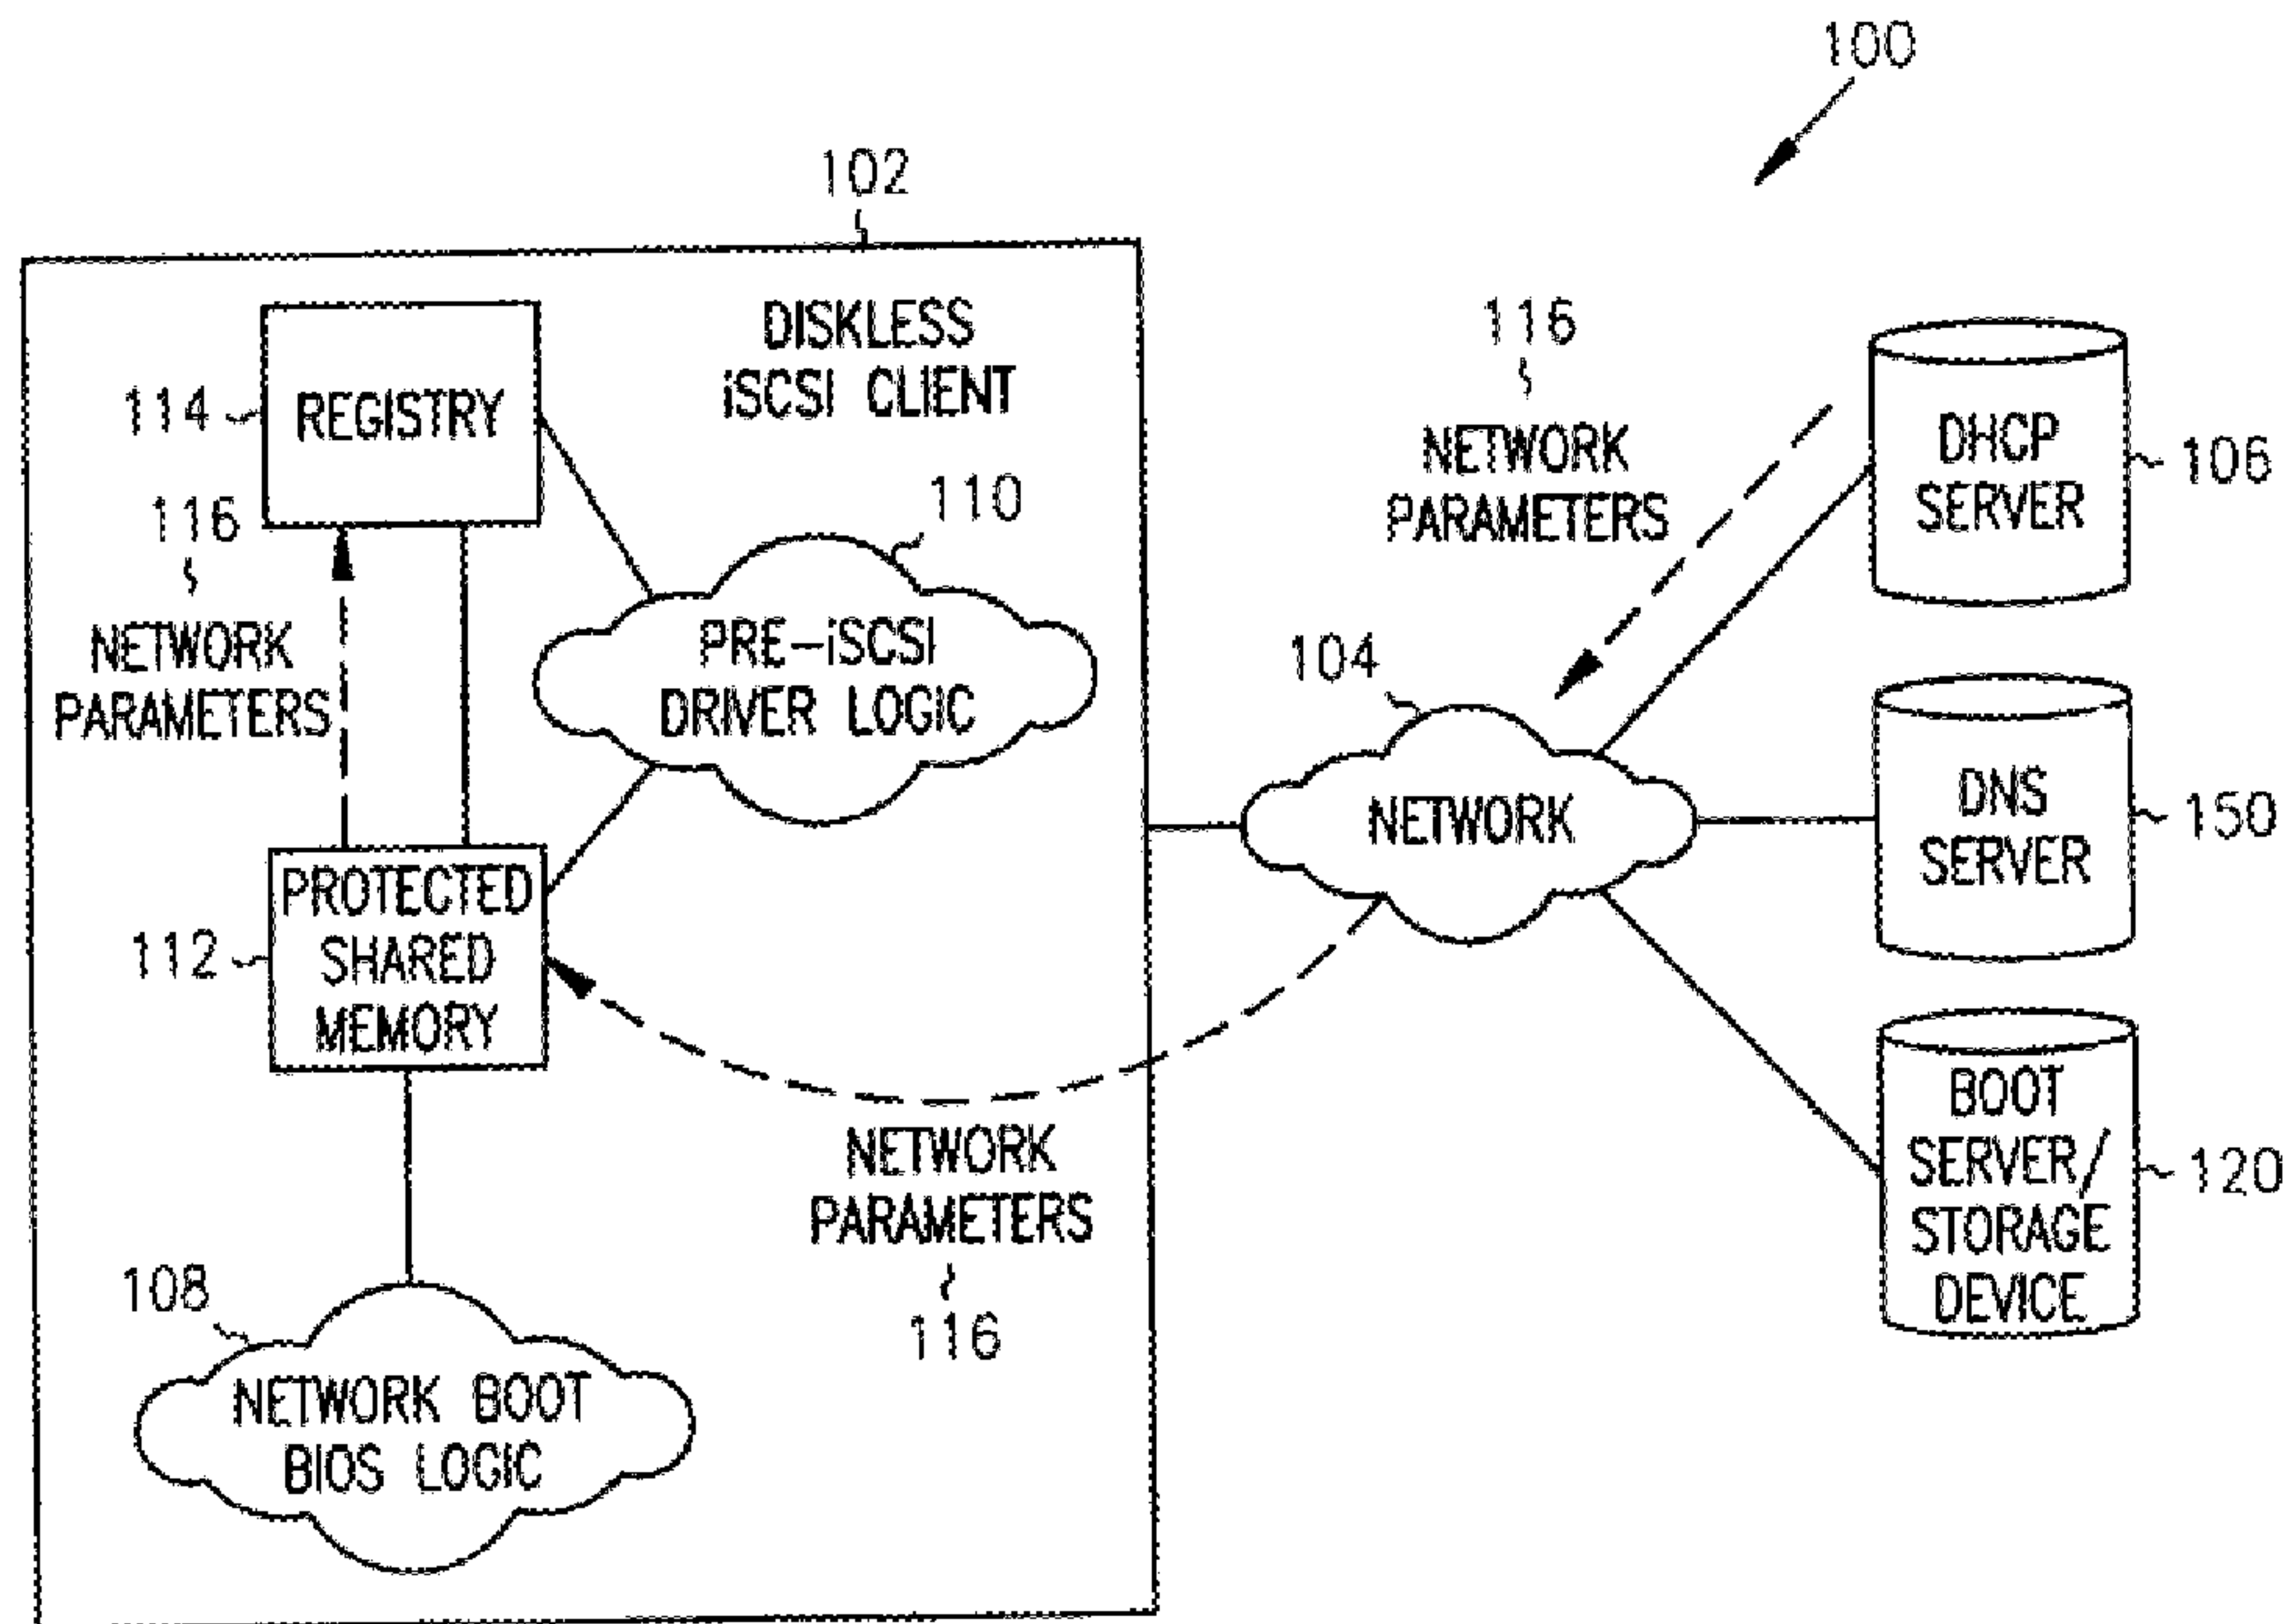 100
102
DISKLESS
iSCSI CLIENT
114
REGISTRY
116
NETWORK
PARAMETERS
110
PRE-iSCSI
DRIVER LOGIC
112
PROTECTED
SHARED
MEMORY
NETWORK
PARAMETERS
116
108
NETWORK BOOT
BIOS LOGIC
116
NETWORK
PARAMETERS
104
NETWORK
DHCP
SERVER
106
DNS
SERVER
150
BOOT
SERVER/
STORAGE
DEVICE
120